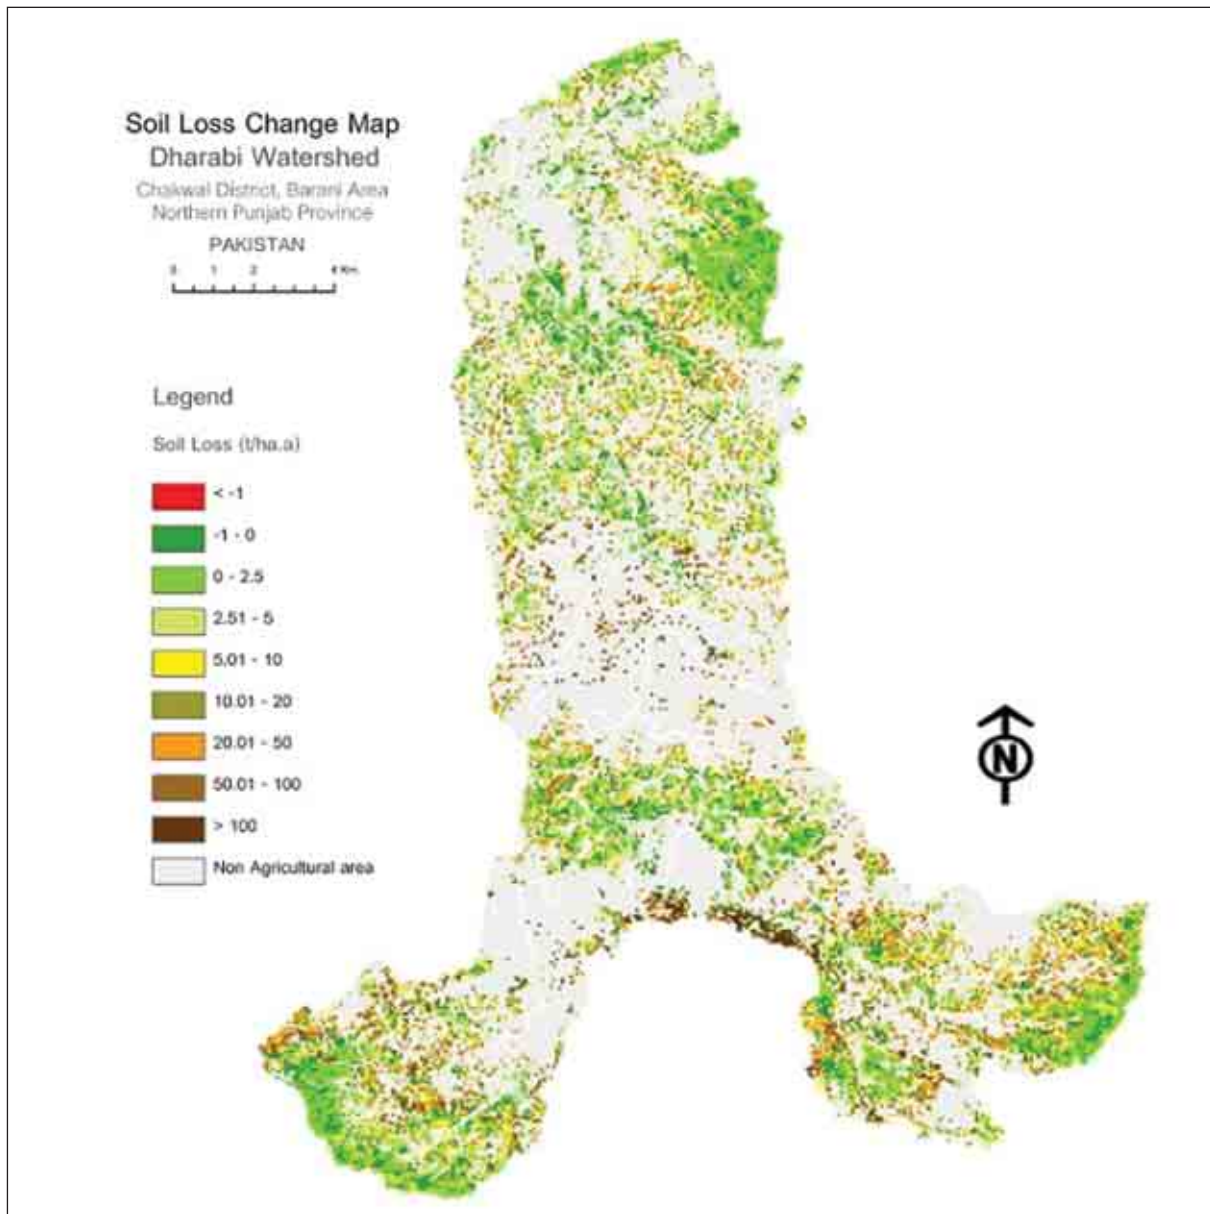 Soil Loss Change Map
Dharabi Watershed
Chakwal District, Barani Area
Northern Punjab Province
PAKISTAN
0 1 2 4 Km.
Legend
Soil Loss (t/ha.a)
< -1
-1 - 0
0 - 2.5
2.51 - 5
5.01 - 10
10.01 - 20
20.01 - 50
50.01 - 100
> 100
Non Agricultural area
N